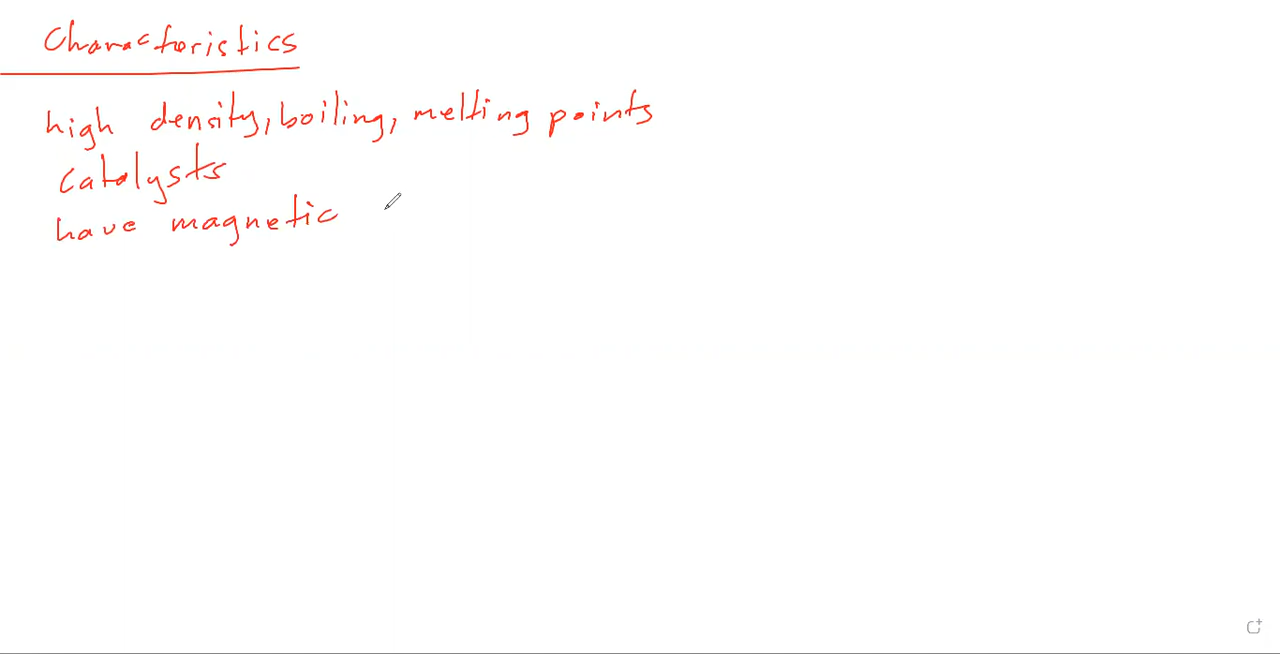 Characteristics
high density, boiling, melting points
catalysts
have magnetic